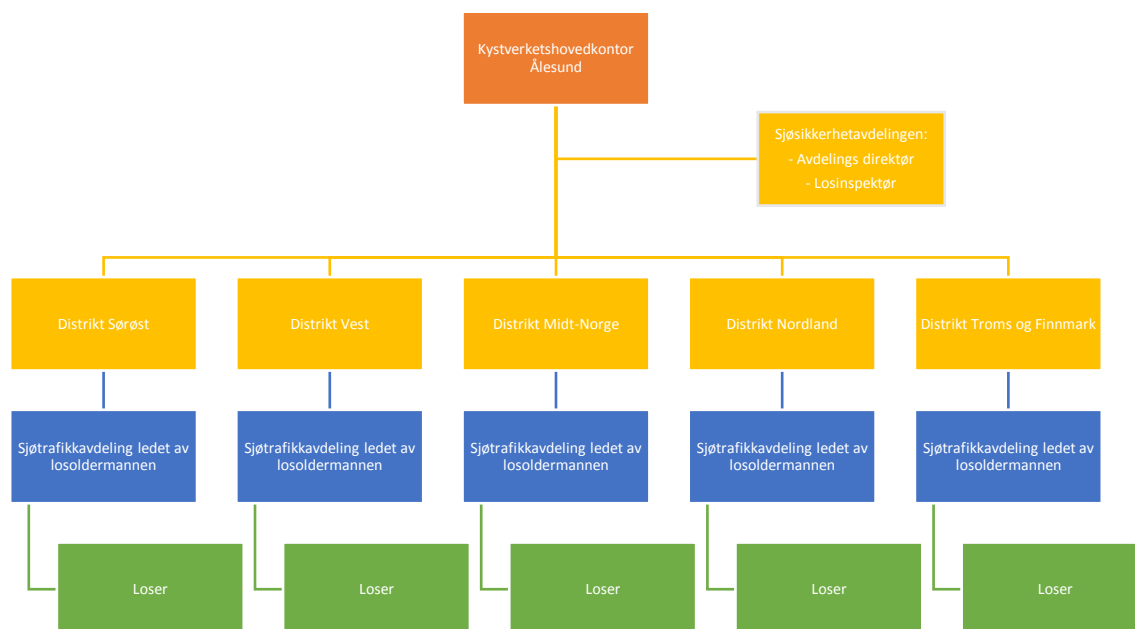 Kystverketshovedkontor
Ålesund
Sjøsikkerhetavdelingen:
- Avdelings direktør
- Losinspektør
Distrikt Sørøst
Distrikt Vest
Distrikt Midt-Norge
Distrikt Nordland
Distrikt Troms og Finnmark
Sjøtrafikkavdeling ledet av
losoldermannen
Sjøtrafikkavdeling ledet av
losoldermannen
Sjøtrafikkavdeling ledet av
losoldermannen
Sjøtrafikkavdeling ledet av
losoldermannen
Sjøtrafikkavdeling ledet av
losoldermannen
Loser
Loser
Loser
Loser
Loser